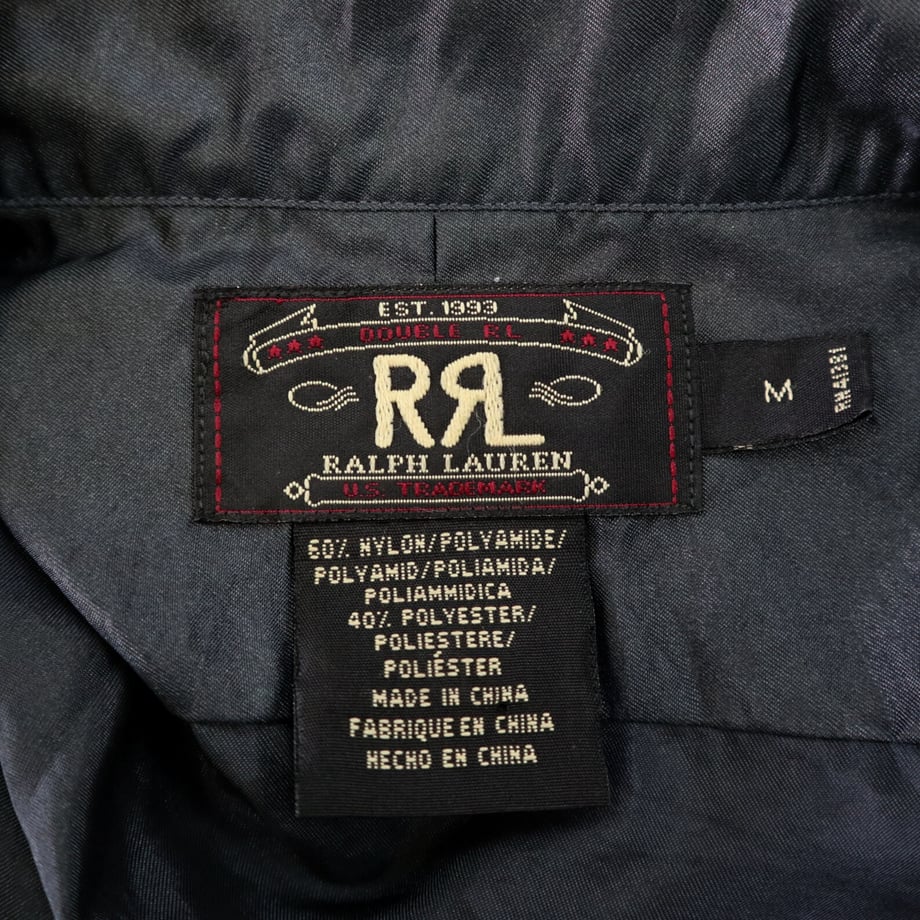 EST. 1993
DOUBLE RL
RRL
RALPH LAUREN
U.S. TRADEMARK
M
RN41381
60% NYLON/POLYAMIDE/
POLYAMID/POLIAMIDA/
POLIAMMIDICA
40% POLYESTER/
POLIESTERE/
POLIÉSTER
MADE IN CHINA
FABRIQUE EN CHINA
HECHO EN CHINA